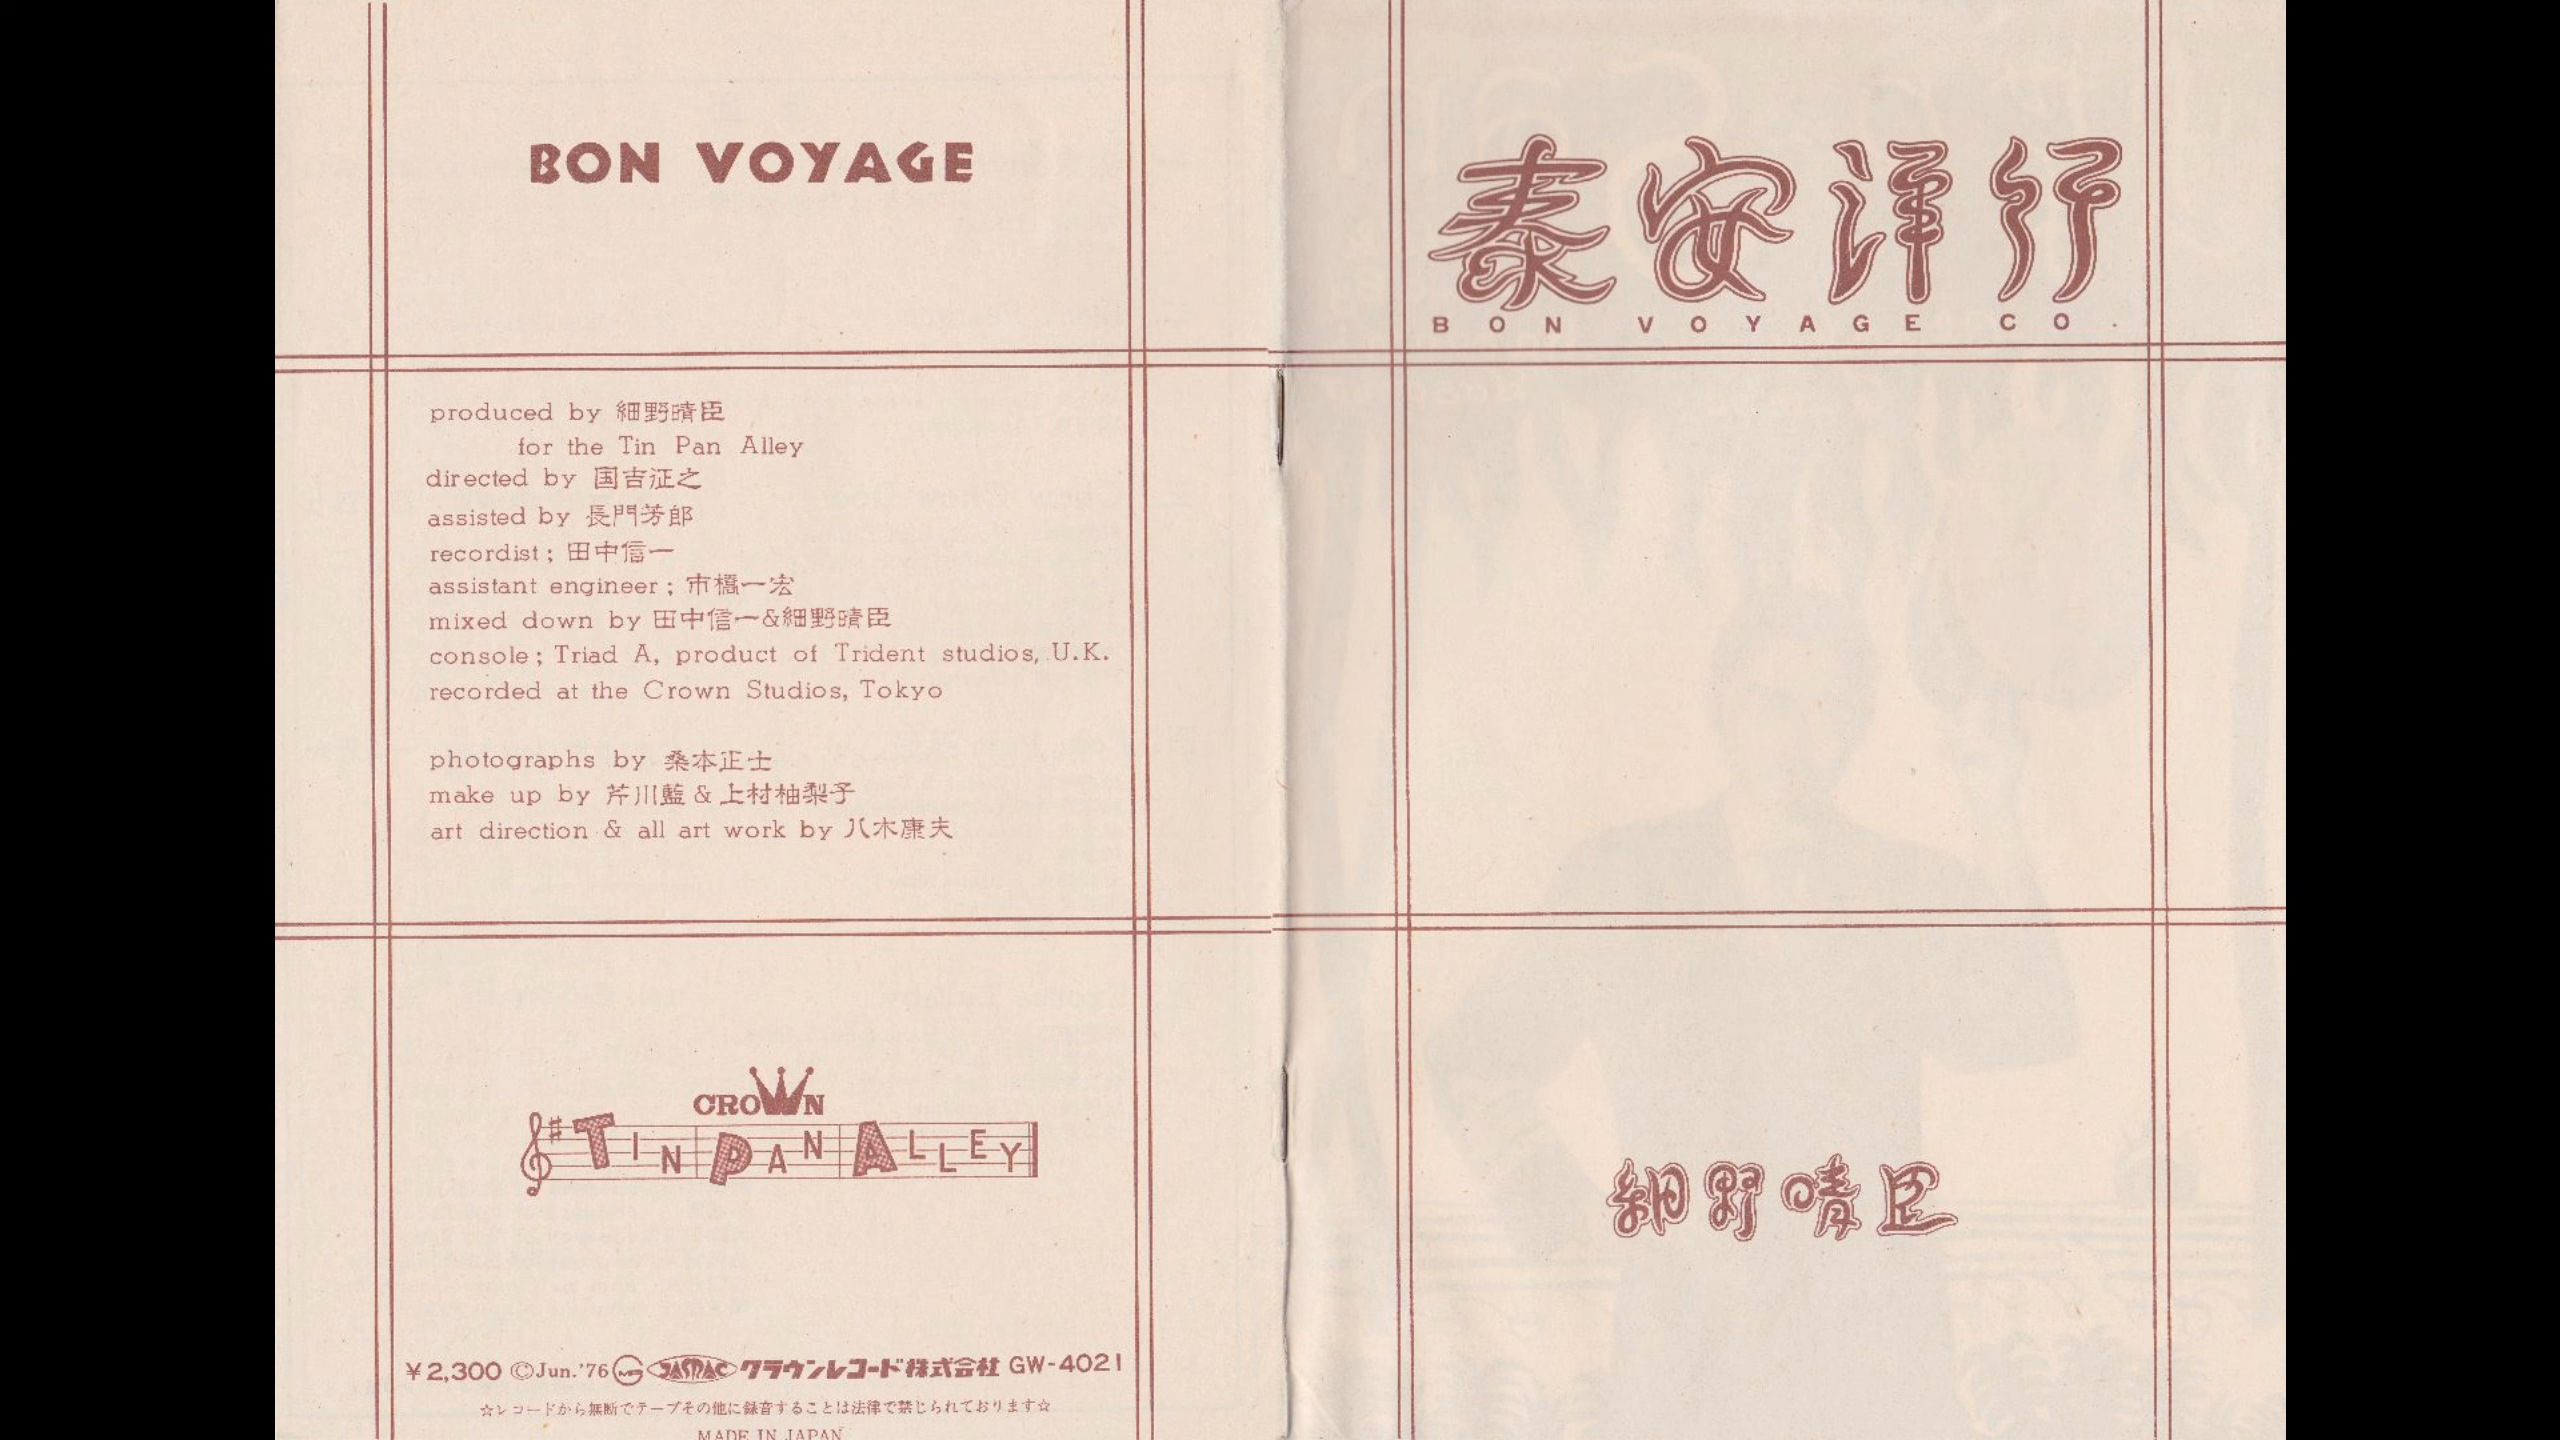 BON VOYAGE
produced by 細野晴臣
for the Tin Pan Alley
directed by 国吉征之
assisted by 長門芳郎
recordist ; 田中信一
assistant engineer ; 市橋一宏
mixed down by 田中信一&細野晴臣
console ; Triad A, product of Trident studios, U.K.
recorded at the Crown Studios, Tokyo
photographs by 桑本正士
make up by 芹川藍 & 上村柚梨子
art direction & all art work by 八木康夫
CROWN
TIN PAN ALLEY
¥2,300 ©Jun.'76 JASRAC クラウンレコード株式会社 GW-4021
☆レコードから無断でテープその他に録音することは法律で禁じられております☆
MADE IN JAPAN
泰安洋行
BON VOYAGE CO.
細野晴臣